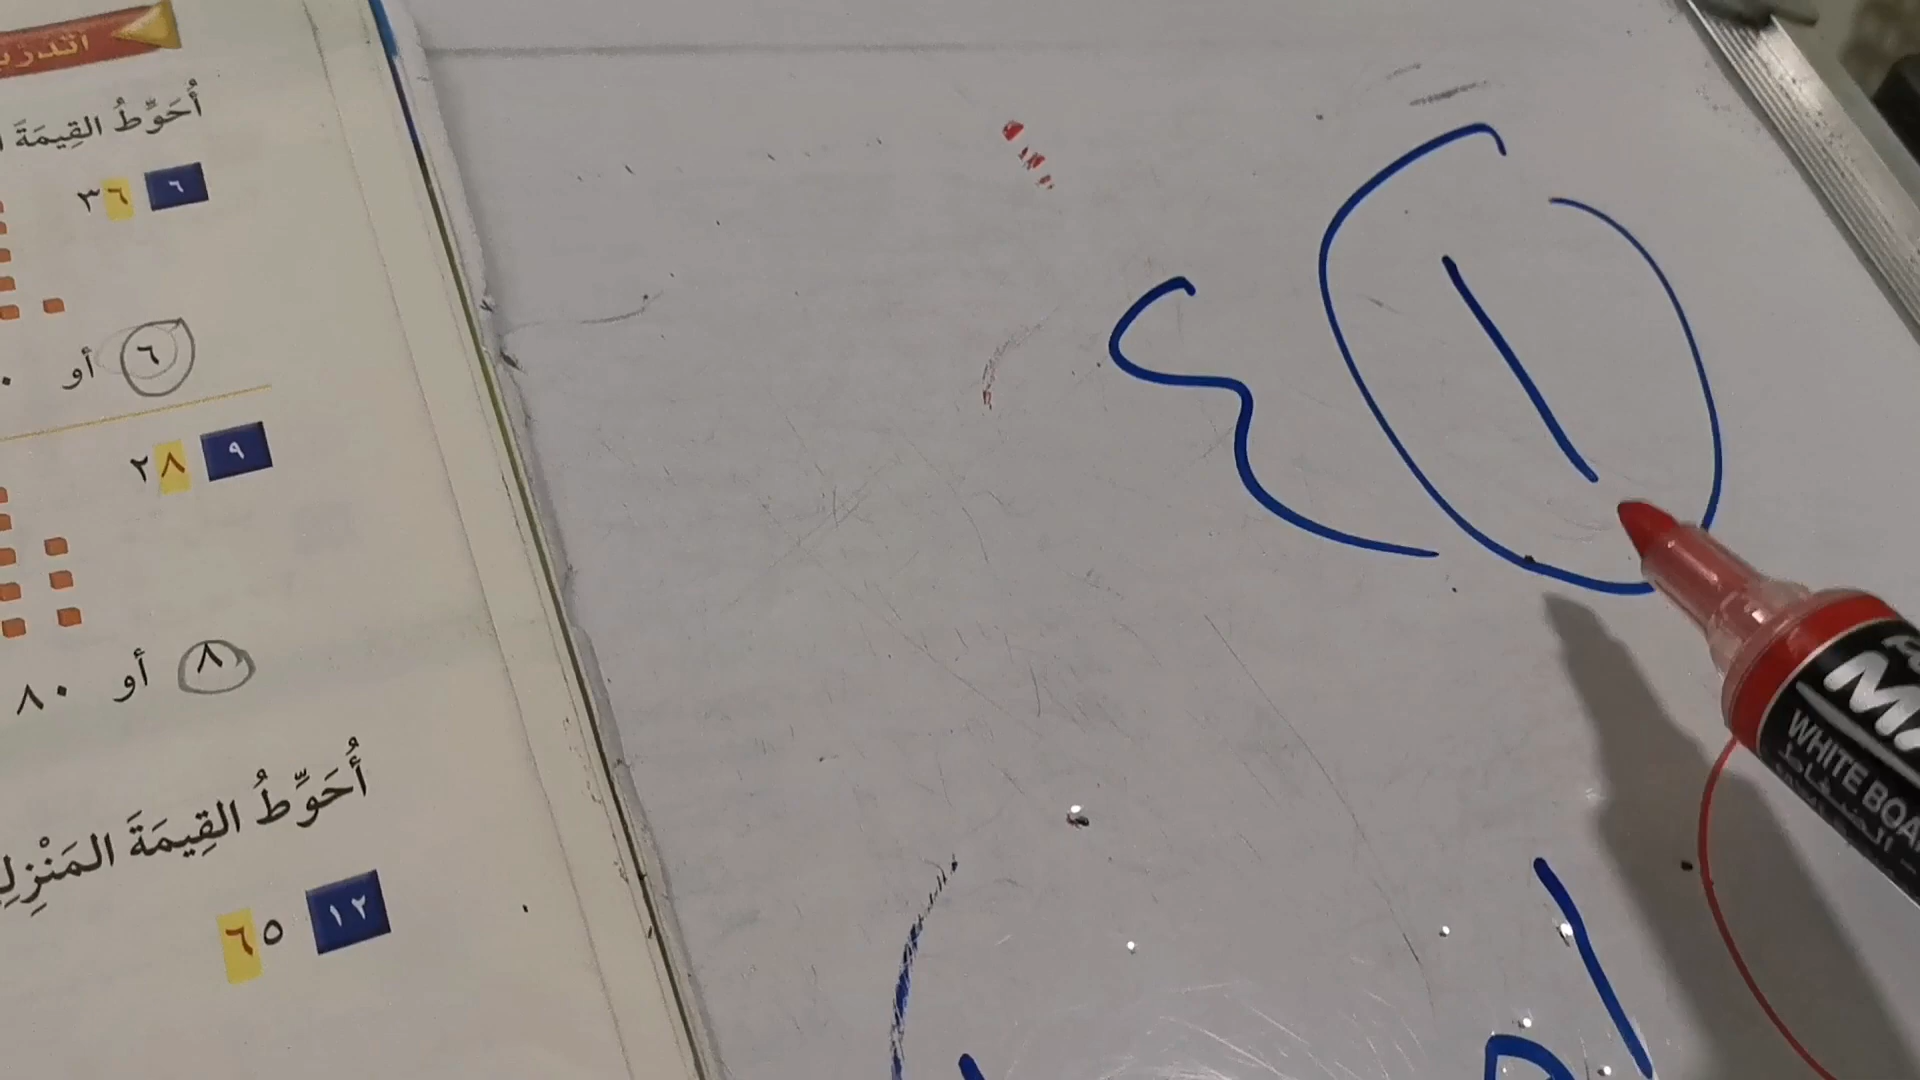 أُحَوِّطُ القِيمَةَ
٦ ٣٦
٦ أو
٩ ٢٨
٨ أو ٨٠
أُحَوِّطُ القِيمَةَ المَنْزِلِ
١٢ ٦٥
٤١
WHITE BOA